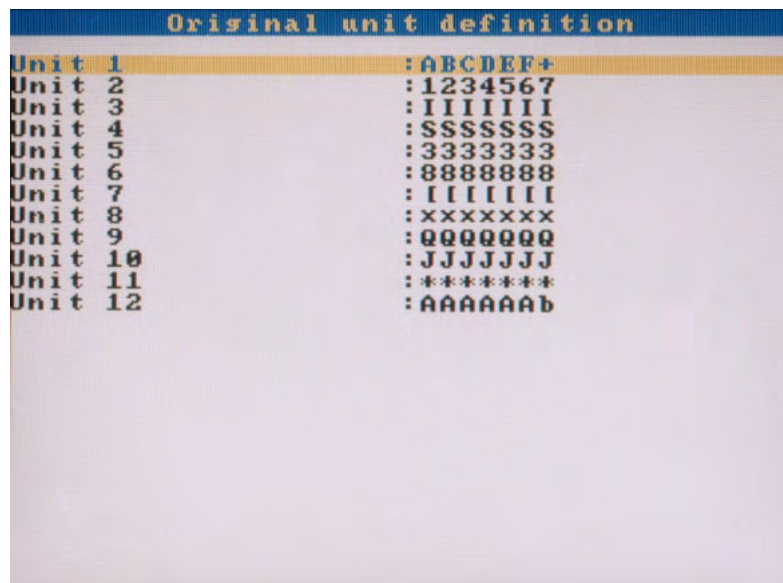 Original unit definition
Unit 1 :ABCDEF+
Unit 2 :1234567
Unit 3 :IIIIIII
Unit 4 :SSSSSSS
Unit 5 :3333333
Unit 6 :8888888
Unit 7 :[[[[[[[
Unit 8 :xxxxxxx
Unit 9 :QQQQQQQ
Unit 10 :JJJJJJJ
Unit 11 :*******
Unit 12 :AAAAAAb